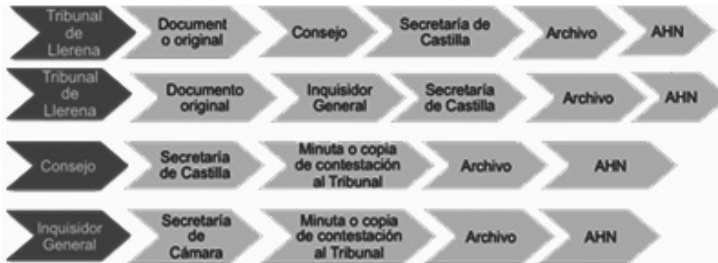 Tribunal de Llerena
Document o original
Consejo
Secretaría de Castilla
Archivo
AHN
Tribunal de Llerena
Documento original
Inquisidor General
Secretaría de Castilla
Archivo
AHN
Consejo
Secretaría de Castilla
Minuta o copia de contestación al Tribunal
Archivo
AHN
Inquisidor General
Secretaría de Cámara
Minuta o copia de contestación al Tribunal
Archivo
AHN